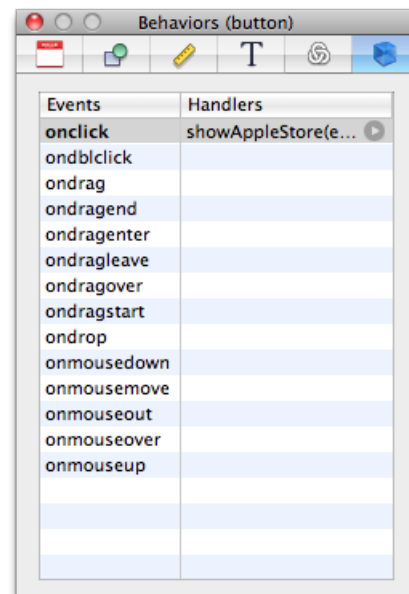 Behaviors (button)
T
Events Handlers
onclick showAppleStore(e...
ondblclick
ondrag
ondragend
ondragenter
ondragleave
ondragover
ondragstart
ondrop
onmousedown
onmousemove
onmouseout
onmouseover
onmouseup